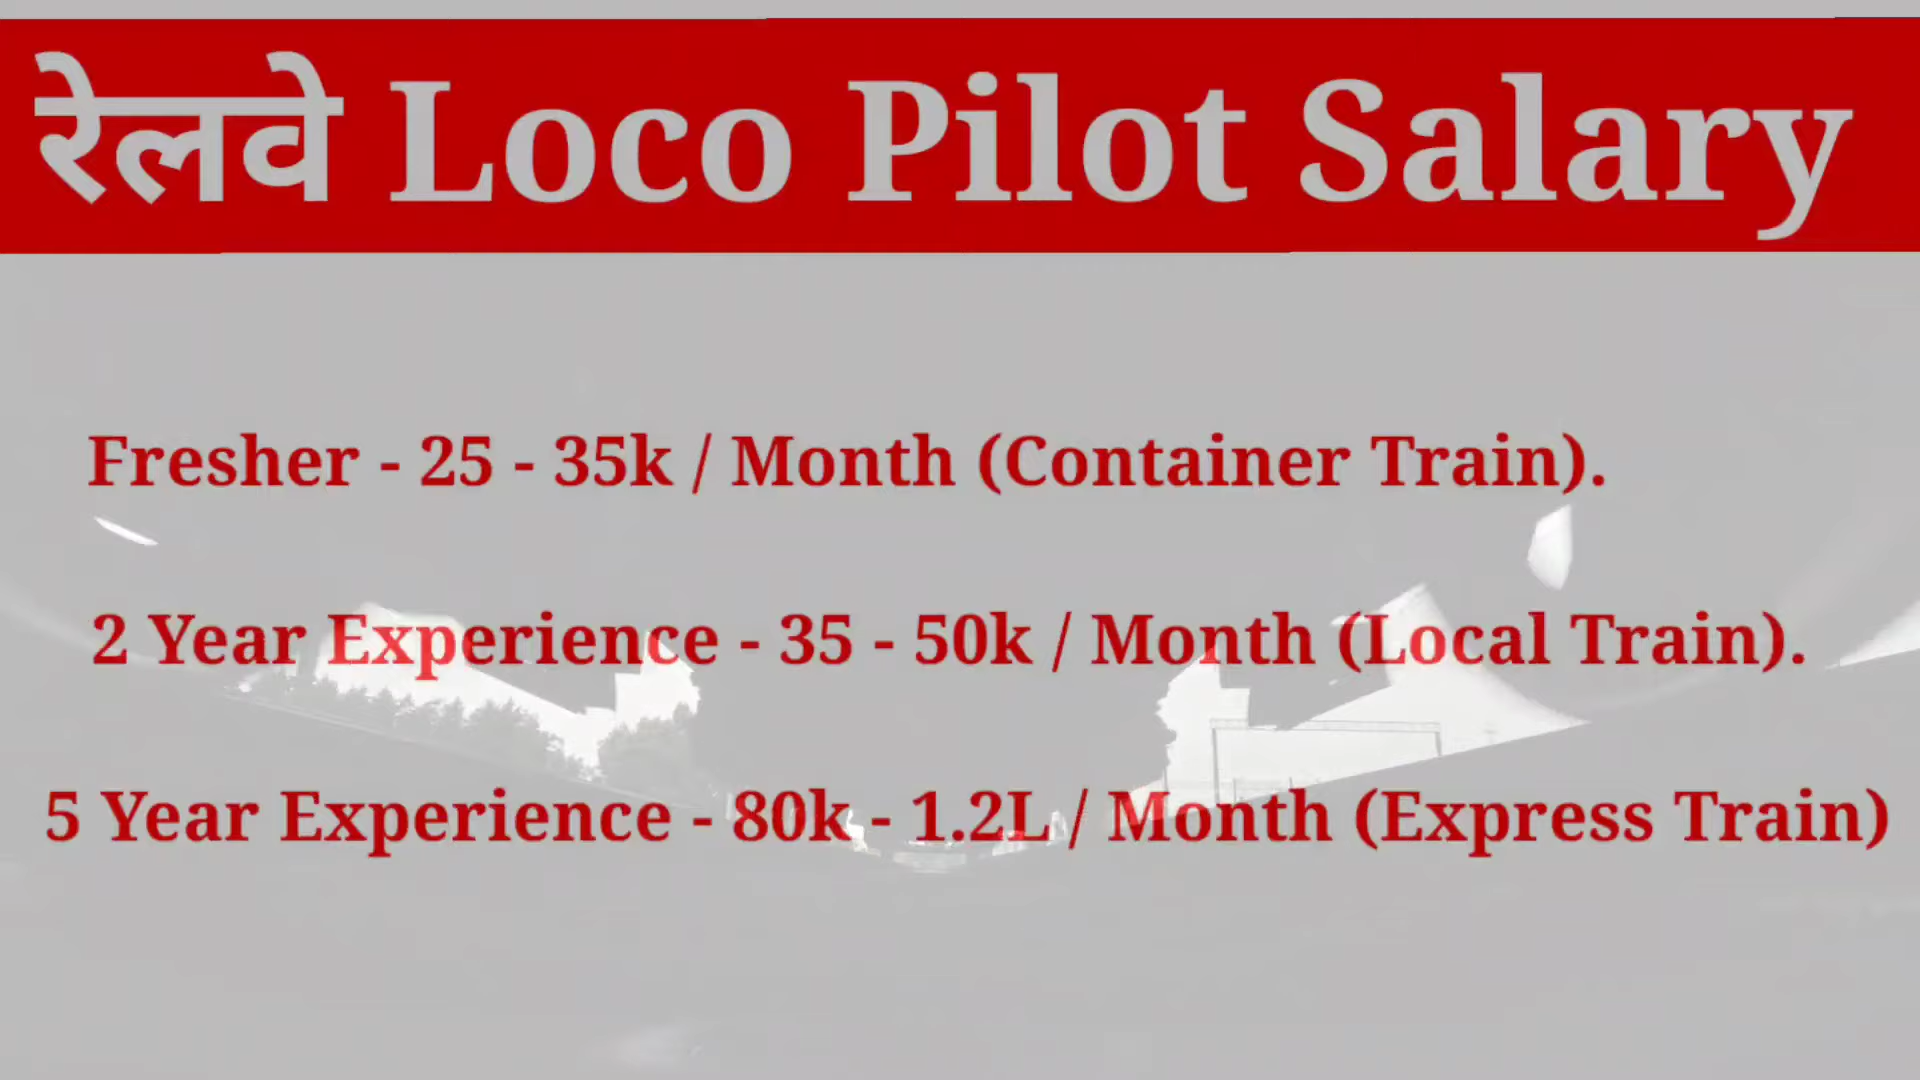 रेलवे Loco Pilot Salary
Fresher - 25 - 35k / Month (Container Train).
2 Year Experience - 35 - 50k / Month (Local Train).
5 Year Experience - 80k - 1.2L / Month (Express Train)